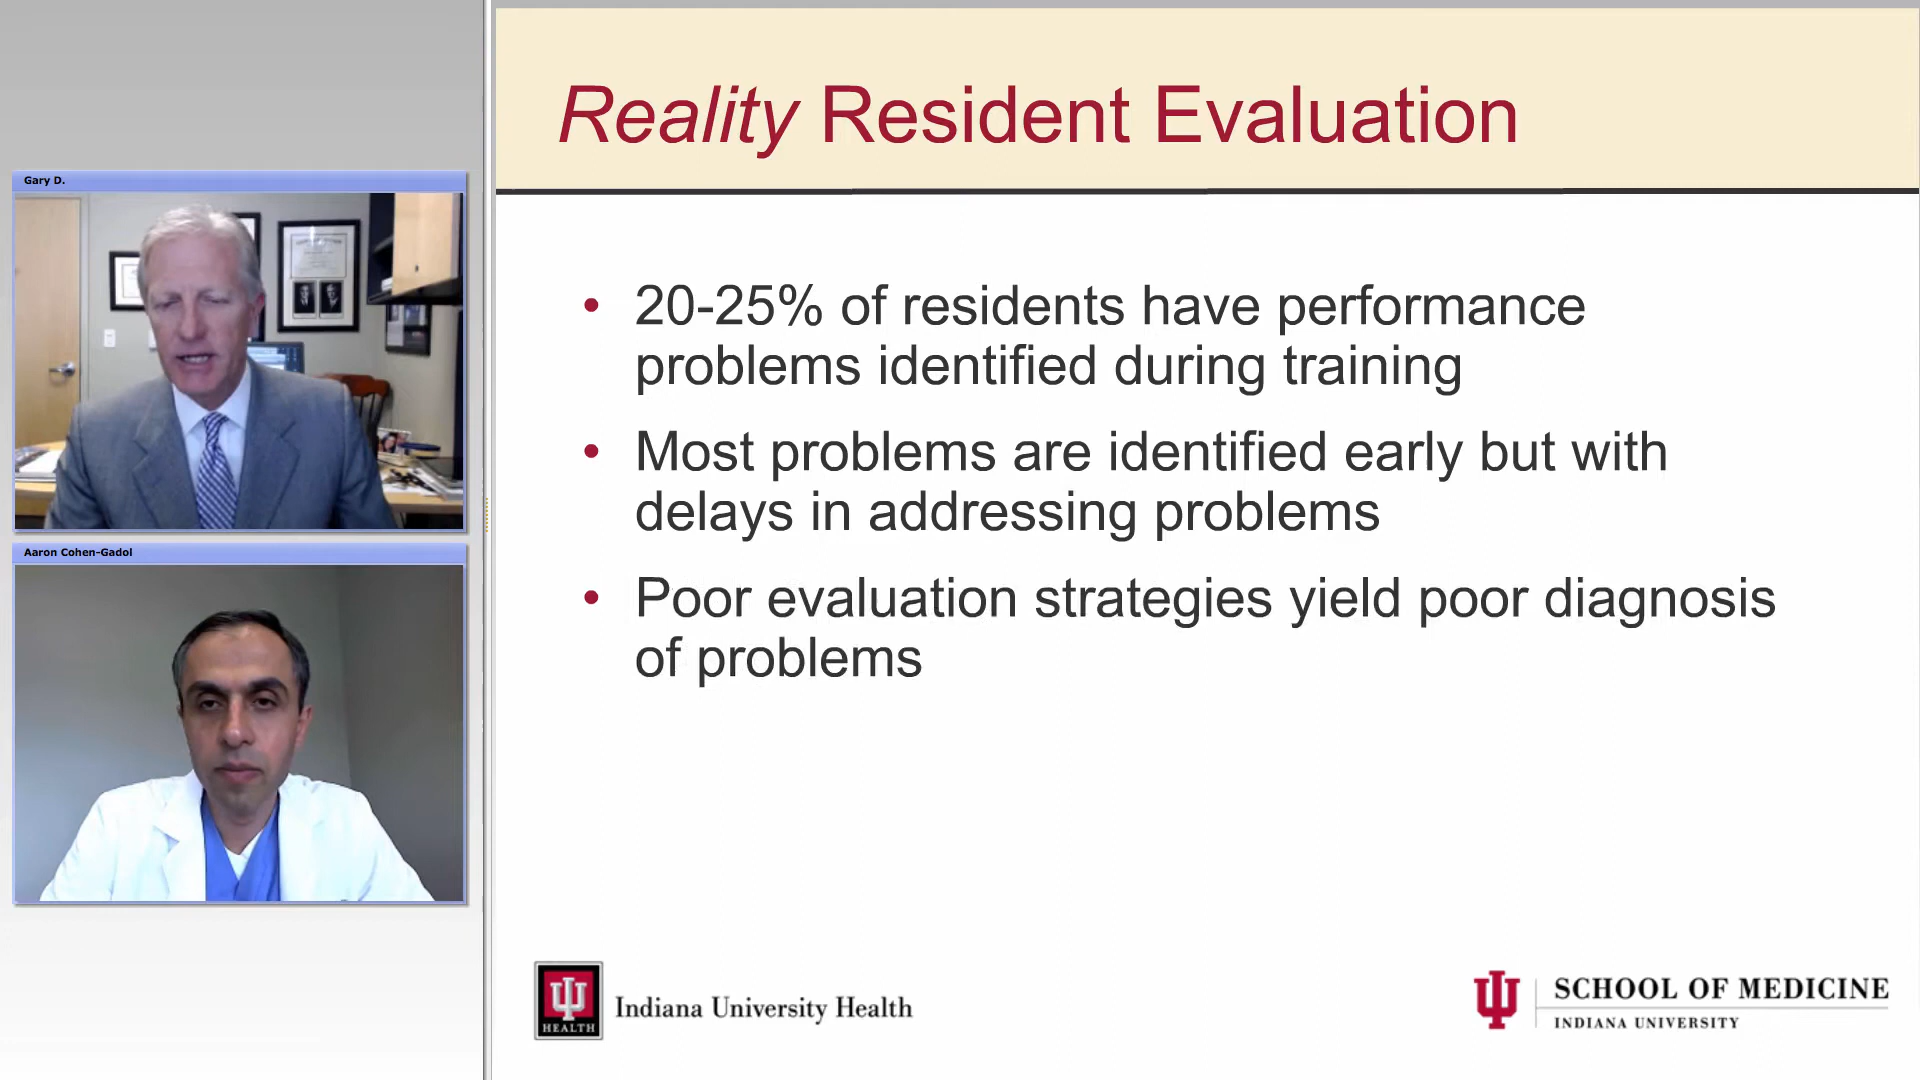 Gary D.
Aaron Cohen-Gadol
Reality Resident Evaluation
• 20-25% of residents have performance
problems identified during training
• Most problems are identified early but with
delays in addressing problems
• Poor evaluation strategies yield poor diagnosis
of problems
HEALTH
Indiana University Health
SCHOOL OF MEDICINE
INDIANA UNIVERSITY